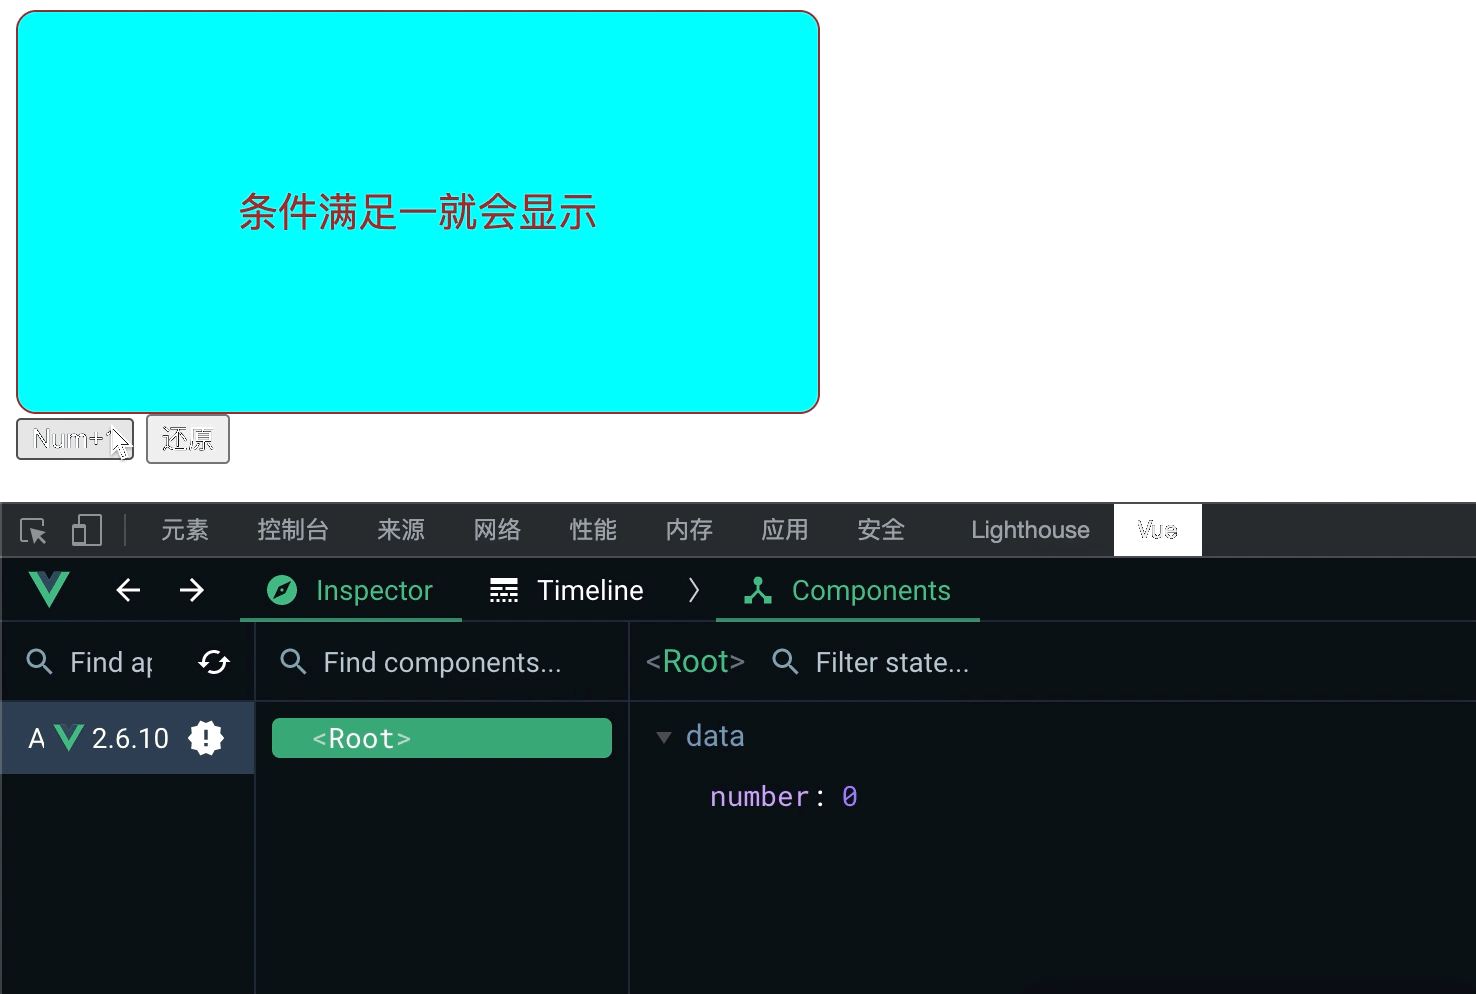 条件满足一就会显示
Num+ 还原
元素 控制台 来源 网络 性能 内存 应用 安全 Lighthouse Vue
Inspector Timeline Components
Find ap Find components... <Root> Filter state...
A 2.6.10 <Root> data
number: 0